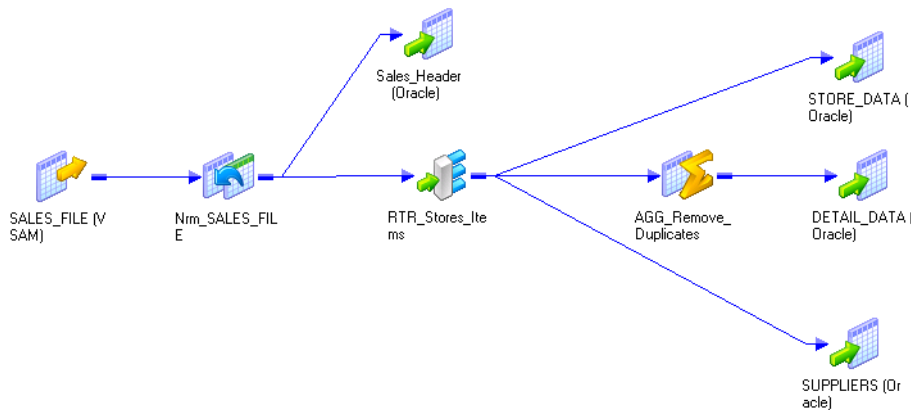 Sales_Header
(Oracle)
STORE_DATA (
Oracle)
SALES_FILE (V
SAM)
Nrm_SALES_FIL
E
RTR_Stores_Ite
ms
AGG_Remove_
Duplicates
DETAIL_DATA (
Oracle)
SUPPLIERS (Or
acle)